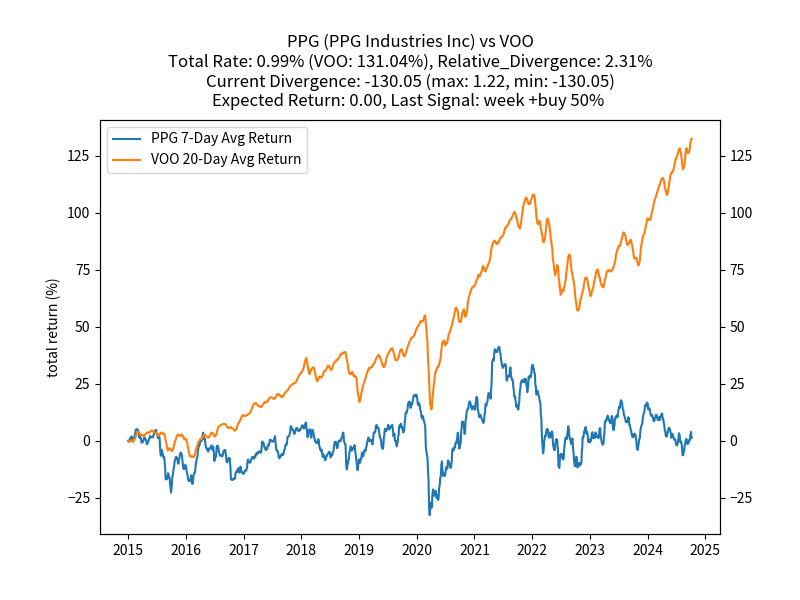 PPG (PPG Industries Inc) vs VOO
Total Rate: 0.99% (VOO: 131.04%), Relative_Divergence: 2.31%
Current Divergence: -130.05 (max: 1.22, min: -130.05)
Expected Return: 0.00, Last Signal: week +buy 50%
PPG 7-Day Avg Return
VOO 20-Day Avg Return
total return (%)
125
100
75
50
25
0
−25
125
100
75
50
25
0
−25
2015 2016 2017 2018 2019 2020 2021 2022 2023 2024 2025